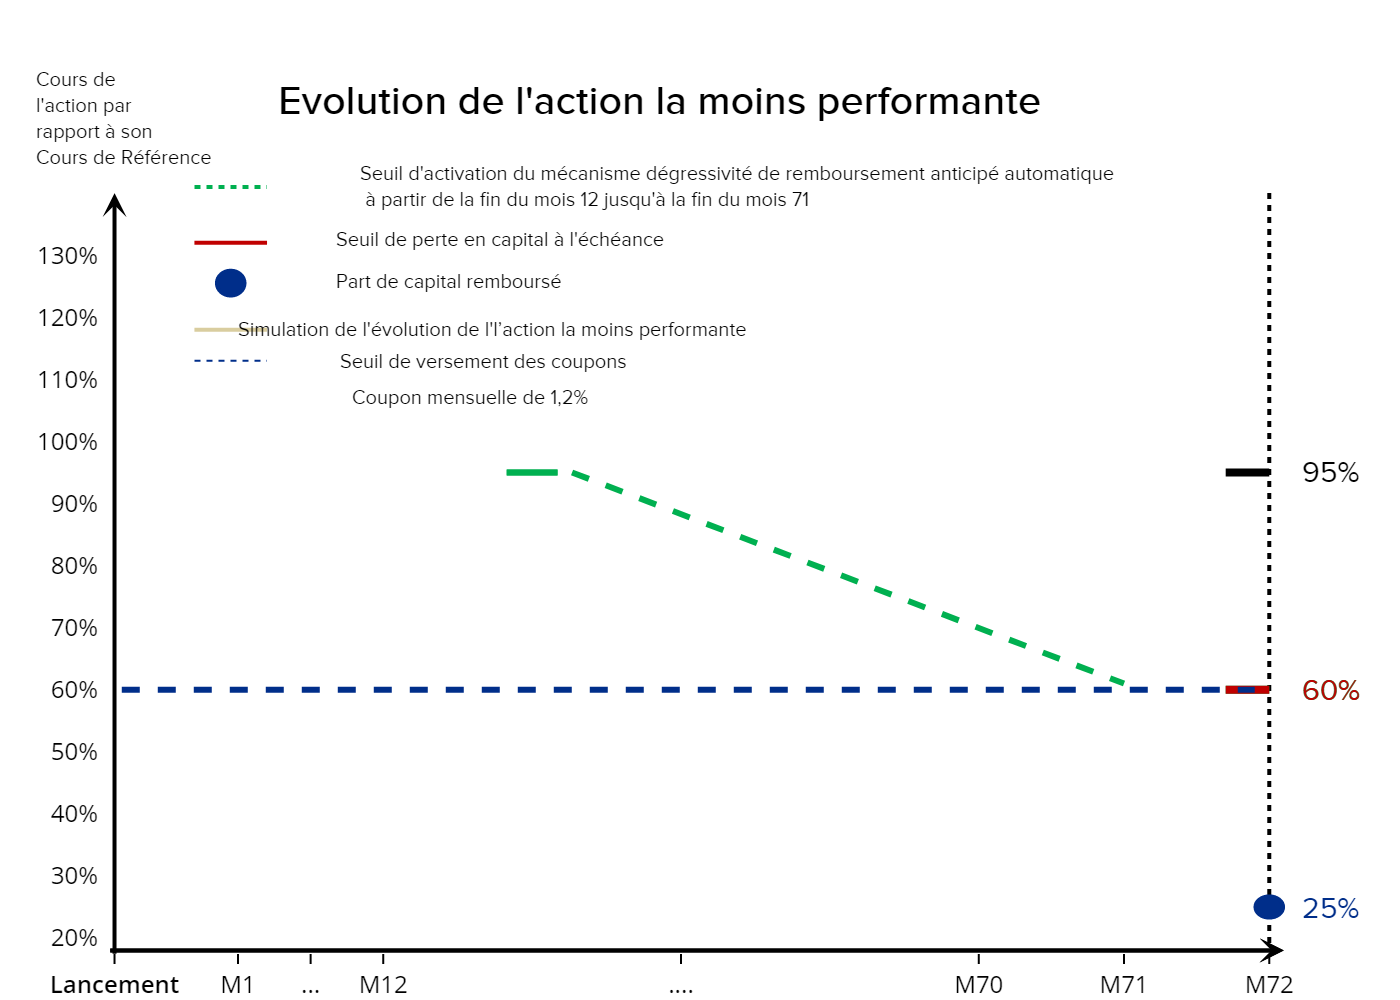 Cours de
l'action par
rapport à son
Cours de Référence
Evolution de l'action la moins performante
Seuil d'activation du mécanisme dégressivité de remboursement anticipé automatique
à partir de la fin du mois 12 jusqu'à la fin du mois 71
Seuil de perte en capital à l'échéance
Part de capital remboursé
Simulation de l'évolution de l'l’action la moins performante
Seuil de versement des coupons
Coupon mensuelle de 1,2%
130%
120%
110%
100%
90%
80%
70%
60%
50%
40%
30%
20%
95%
60%
25%
Lancement M1 ... M12 .... M70 M71 M72